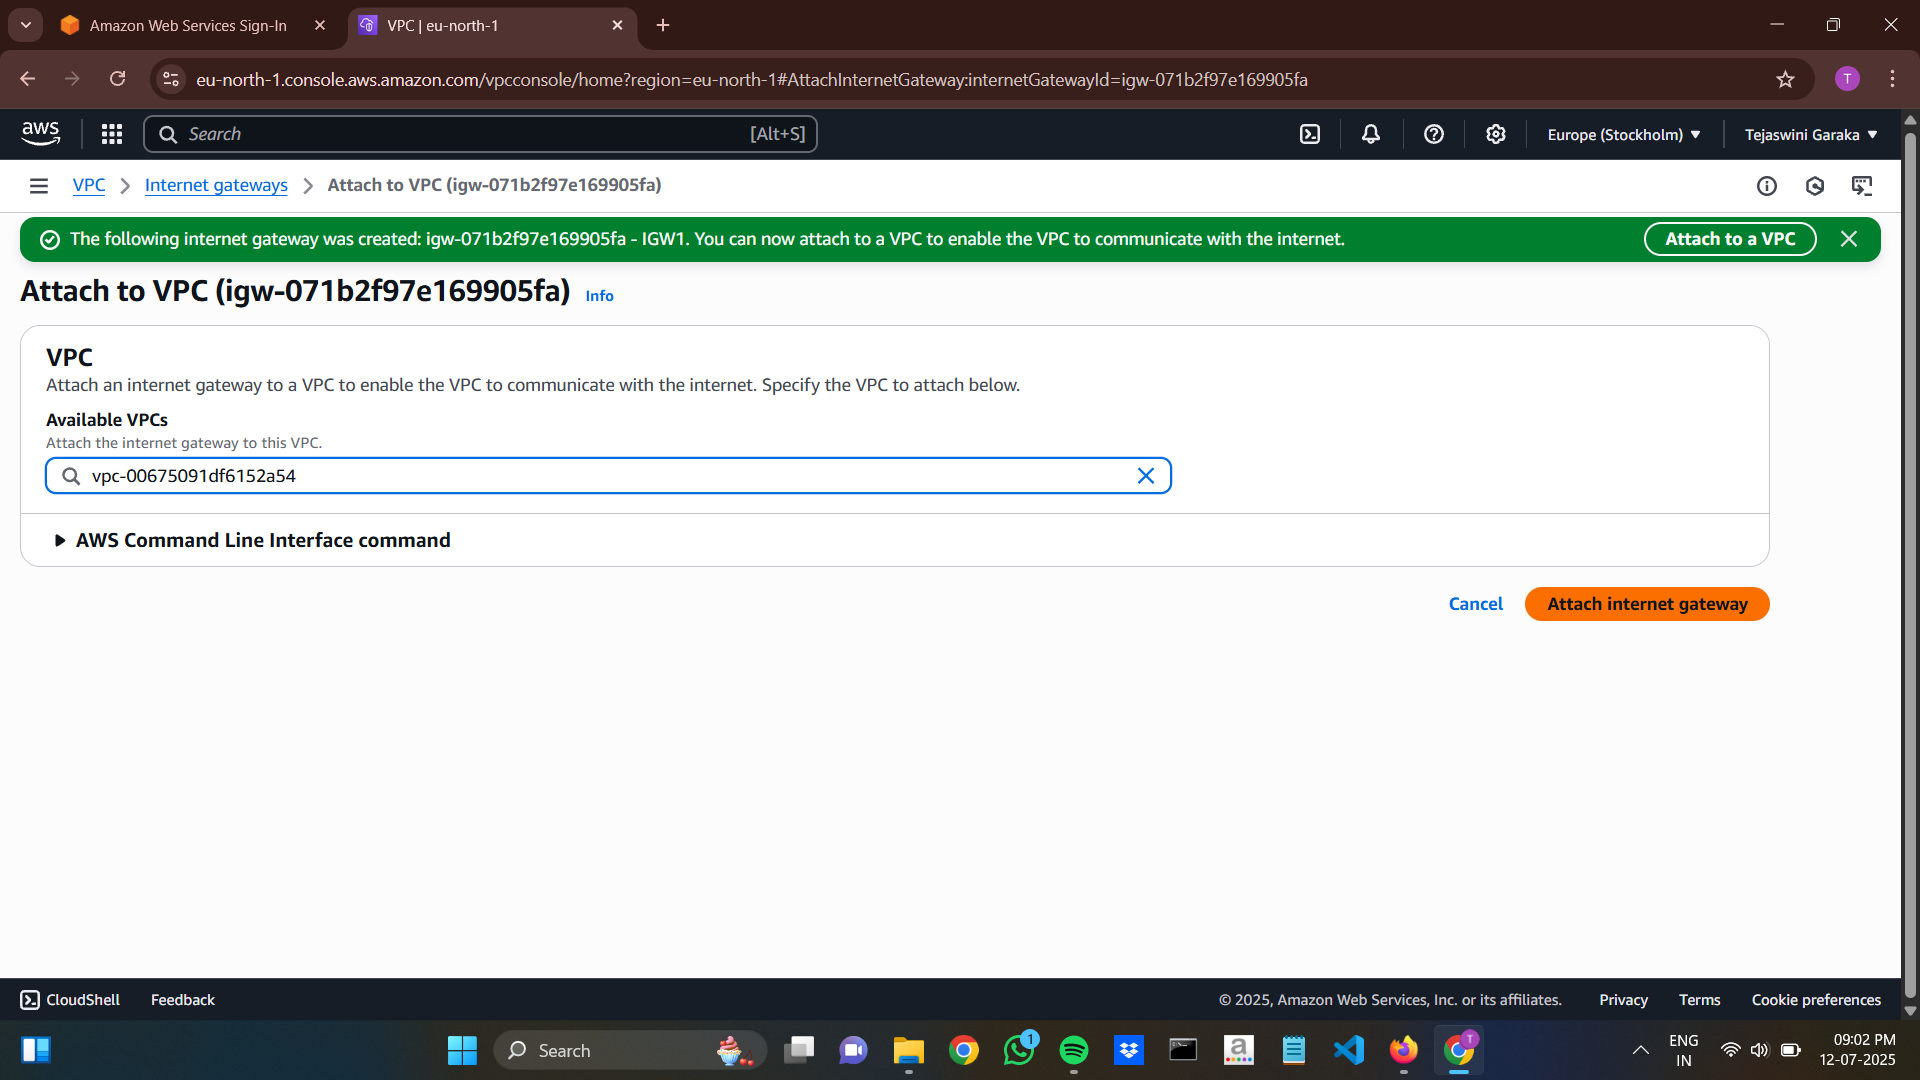 Amazon Web Services Sign-In
VPC | eu-north-1
eu-north-1.console.aws.amazon.com/vpcconsole/home?region=eu-north-1#AttachInternetGateway:internetGatewayId=igw-071b2f97e169905fa
T
aws
Search
[Alt+S]
Europe (Stockholm)
Tejaswini Garaka
VPC
Internet gateways
Attach to VPC (igw-071b2f97e169905fa)
The following internet gateway was created: igw-071b2f97e169905fa - IGW1. You can now attach to a VPC to enable the VPC to communicate with the internet.
Attach to a VPC
Attach to VPC (igw-071b2f97e169905fa)
Info
VPC
Attach an internet gateway to a VPC to enable the VPC to communicate with the internet. Specify the VPC to attach below.
Available VPCs
Attach the internet gateway to this VPC.
vpc-00675091df6152a54
AWS Command Line Interface command
Cancel
Attach internet gateway
CloudShell
Feedback
© 2025, Amazon Web Services, Inc. or its affiliates.
Privacy
Terms
Cookie preferences
Search
1
a
T
ENG
IN
09:02 PM
12-07-2025